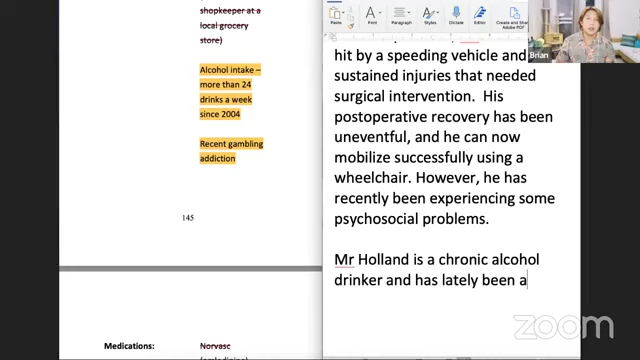 shopkeeper at a
local grocery
store)
Alcohol intake –
more than 24
drinks a week
since 2004
Recent gambling
addiction
145
Medications:
Norvasc
(amlodipine)
Paste
Font
Paragraph
Styles
Dictate
Create and Share
Adobe PDF
Brian
hit by a speeding vehicle and
sustained injuries that needed
surgical intervention. His
postoperative recovery has been
uneventful, and he can now
mobilize successfully using a
wheelchair. However, he has
recently been experiencing some
psychosocial problems.
Mr Holland is a chronic alcohol
drinker and has lately been a
zoom